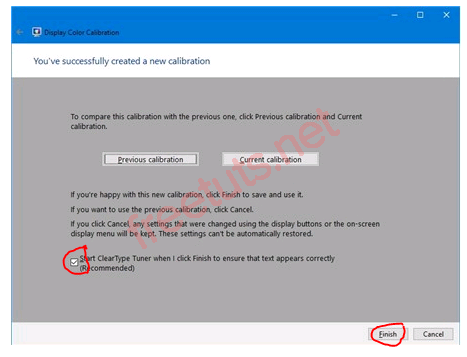 Display Color Calibration
You've successfully created a new calibration
To compare this calibration with the previous one, click Previous calibration and Current
calibration.
Previous calibration
Current calibration
If you're happy with this new calibration, click Finish to save and use it.
If you want to use the previous calibration, click Cancel.
If you click Cancel, any settings that were changed using the display buttons or the on-screen
display menu will be kept. These settings can't be automatically restored.
Start ClearType Tuner when I click Finish to ensure that text appears correctly
(Recommended)
Finish
Cancel
freetuts.net